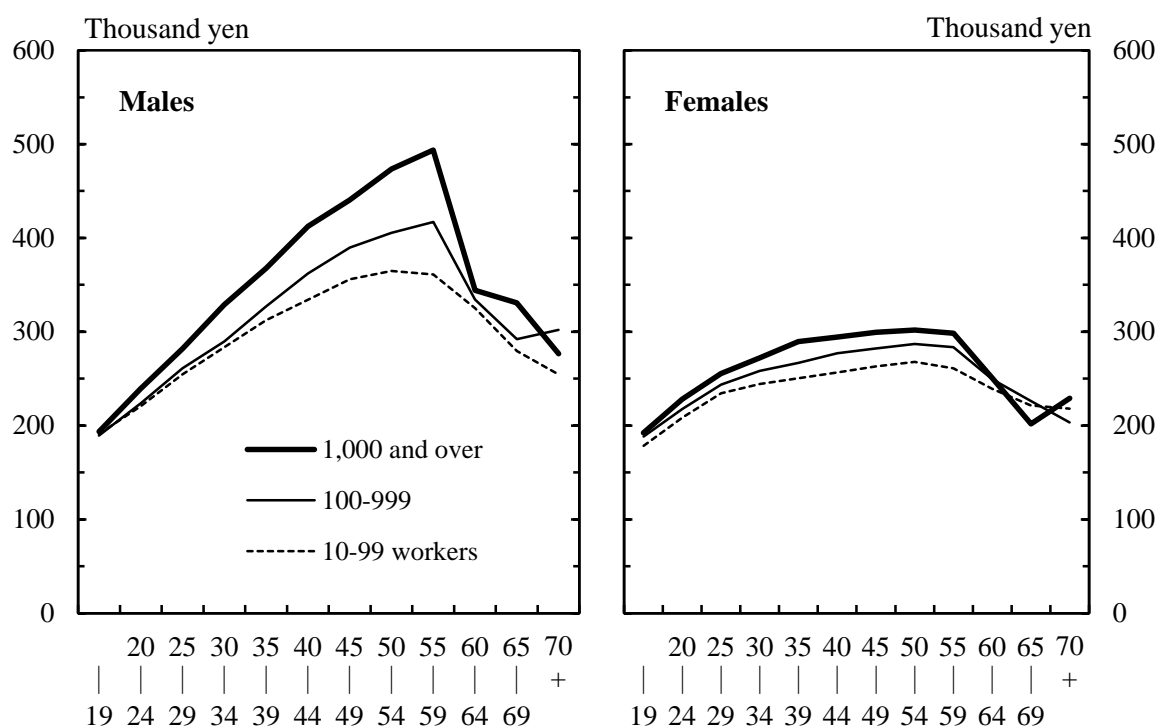 Thousand yen
Thousand yen
600
500
400
300
200
100
0
Males
1,000 and over
100-999
10-99 workers
Females
600
500
400
300
200
100
0
20 25 30 35 40 45 50 55 60 65 70
| | | | | | | | | | | +
19 24 29 34 39 44 49 54 59 64 69
20 25 30 35 40 45 50 55 60 65 70
| | | | | | | | | | | +
19 24 29 34 39 44 49 54 59 64 69